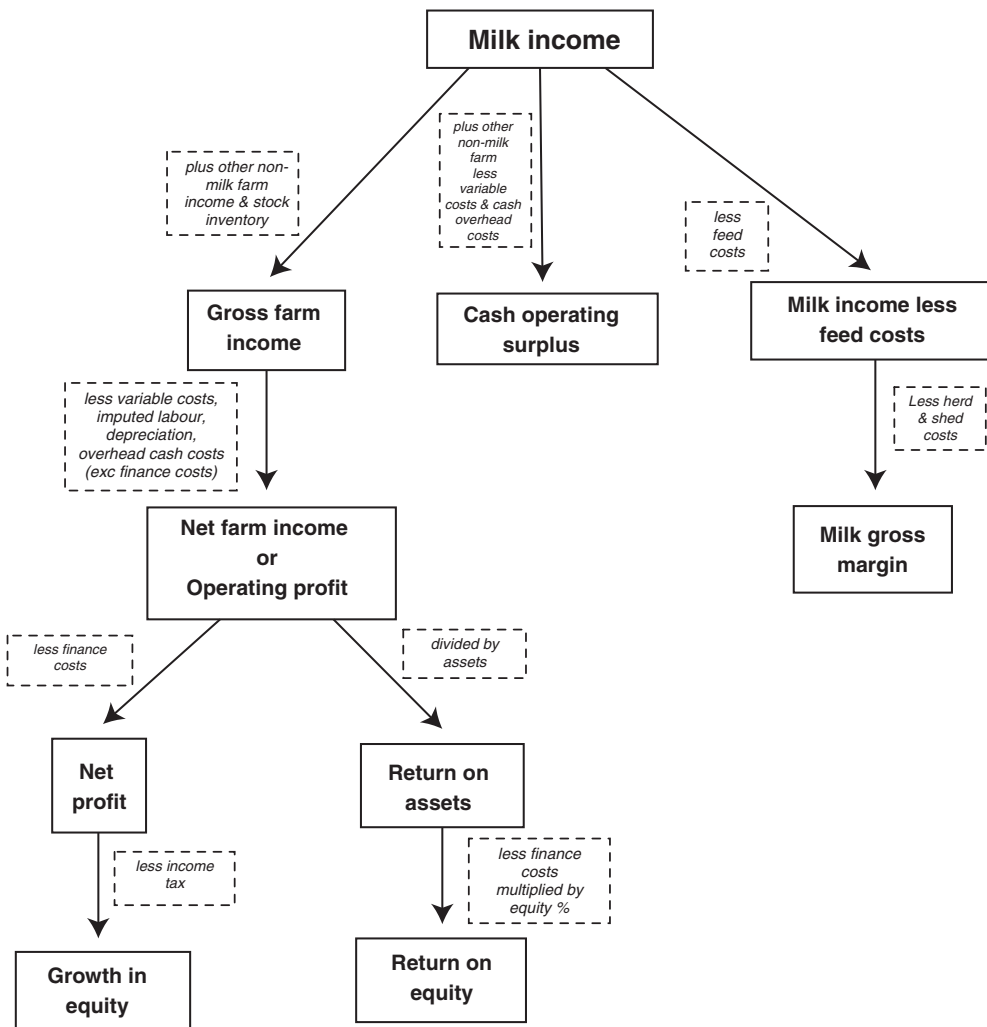 Milk income
plus other non-
milk farm
income & stock
inventory
plus other
non-milk
farm
less
variable
costs & cash
overhead
costs
less
feed
costs
Gross farm
income
Cash operating
surplus
Milk income less
feed costs
less variable costs,
imputed labour,
depreciation,
overhead cash costs
(exc finance costs)
Less herd
& shed
costs
Net farm income
or
Operating profit
Milk gross
margin
less finance
costs
divided by
assets
Net
profit
Return on
assets
less income
tax
less finance
costs
multiplied by
equity %
Growth in
equity
Return on
equity